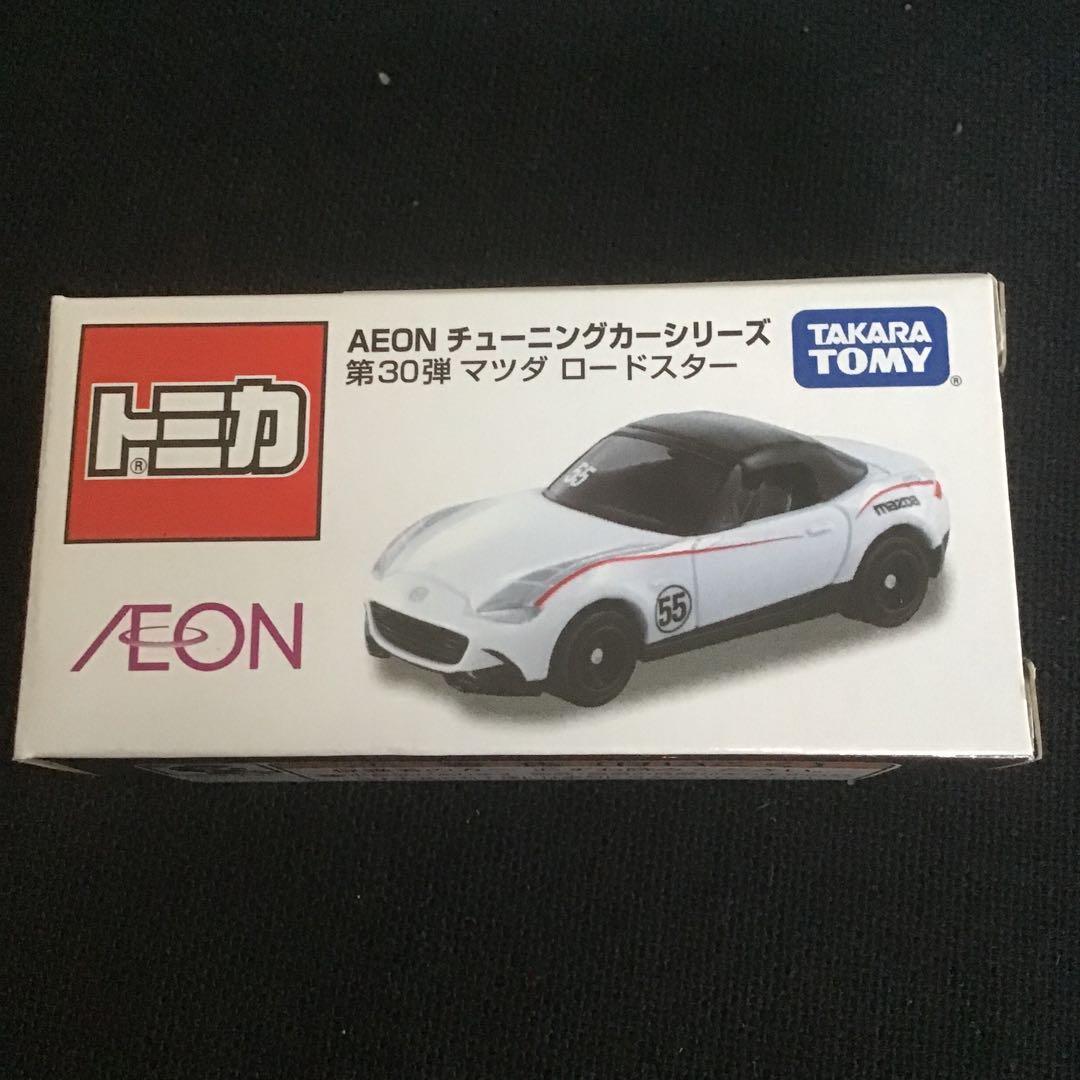 トミカ
®
AEON チューニングカーシリーズ
第30弾 マツダ ロードスター
TAKARA
TOMY
®
55
mazda
55
AEON